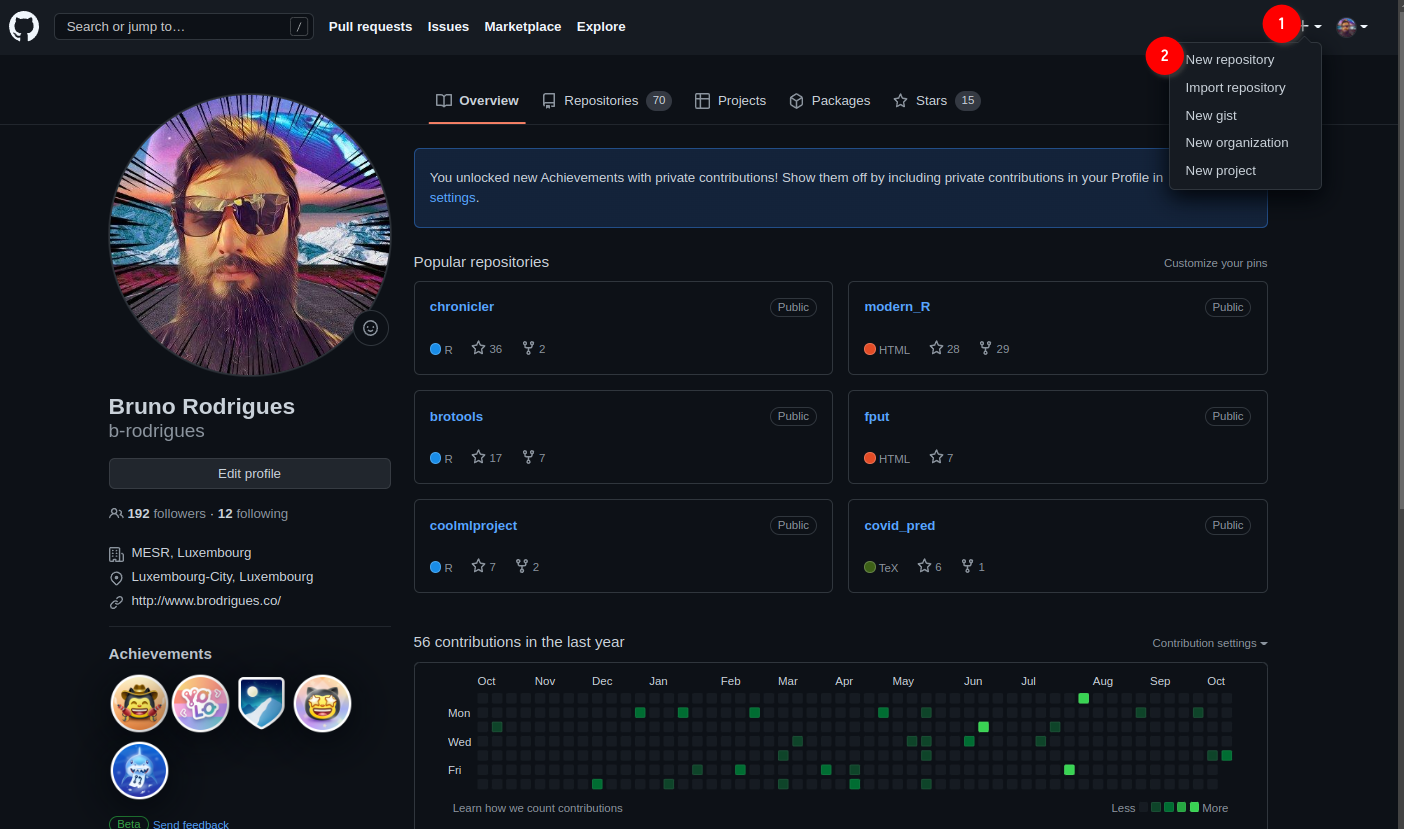 Search or jump to…
/
Pull requests
Issues
Marketplace
Explore
1
2
New repository
Import repository
New gist
New organization
New project
Overview
Repositories 70
Projects
Packages
Stars 15
You unlocked new Achievements with private contributions! Show them off by including private contributions in your Profile in
settings.
Popular repositories
Customize your pins
chronicler
Public
R 36 2
modern_R
Public
HTML 28 29
brotools
Public
R 17 7
fput
Public
HTML 7
coolmlproject
Public
R 7 2
covid_pred
Public
TeX 6 1
Bruno Rodrigues
b-rodrigues
Edit profile
192 followers · 12 following
MESR, Luxembourg
Luxembourg-City, Luxembourg
http://www.brodrigues.co/
Achievements
YOLO
Beta Send feedback
56 contributions in the last year
Contribution settings
Oct Nov Dec Jan Feb Mar Apr May Jun Jul Aug Sep Oct
Mon
Wed
Fri
Learn how we count contributions
Less More